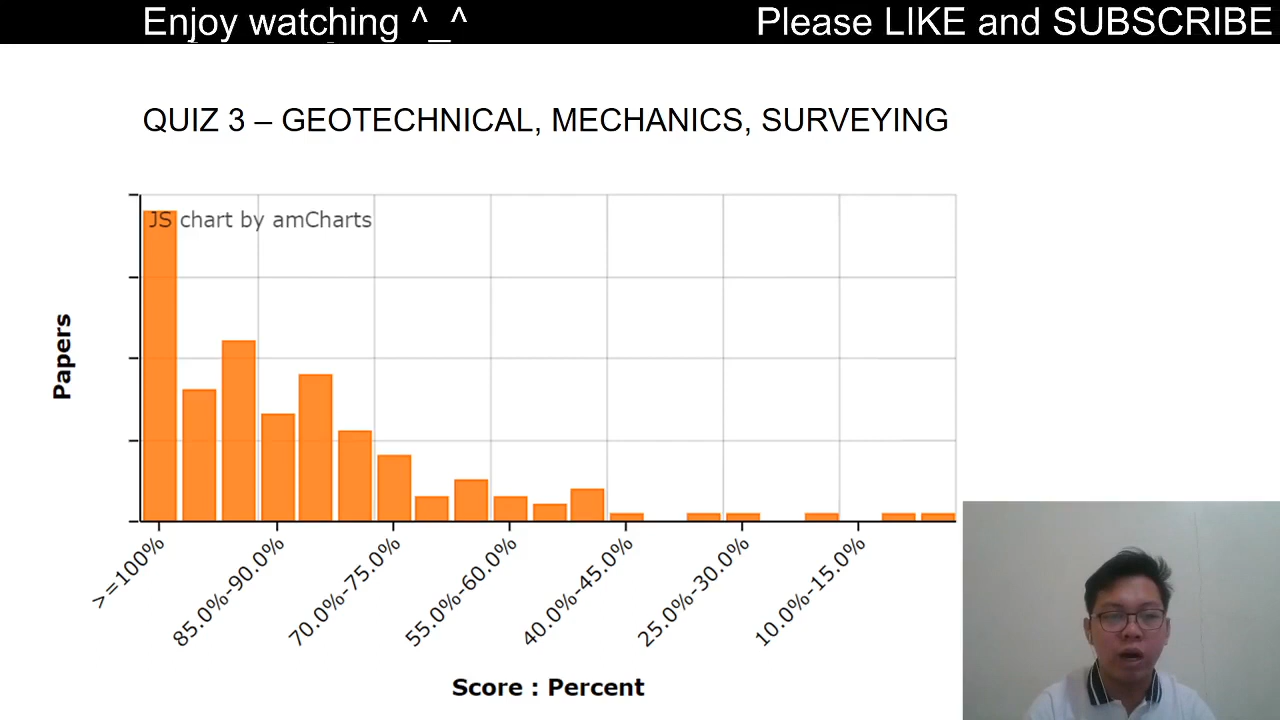 Enjoy watching ^_^ Please LIKE and SUBSCRIBE
QUIZ 3 – GEOTECHNICAL, MECHANICS, SURVEYING
JS chart by amCharts
Papers
>=100%
85.0%-90.0%
70.0%-75.0%
55.0%-60.0%
40.0%-45.0%
25.0%-30.0%
10.0%-15.0%
Score : Percent